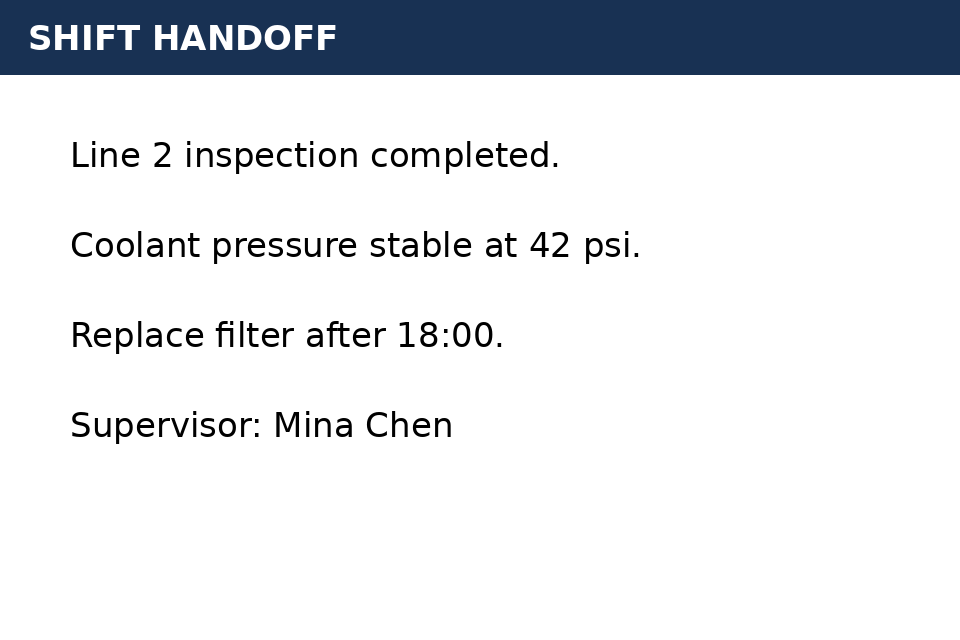 SHIFT HANDOFF
Line 2 inspection completed.
Coolant pressure stable at 42 psi.
Replace filter after 18:00.
Supervisor: Mina Chen